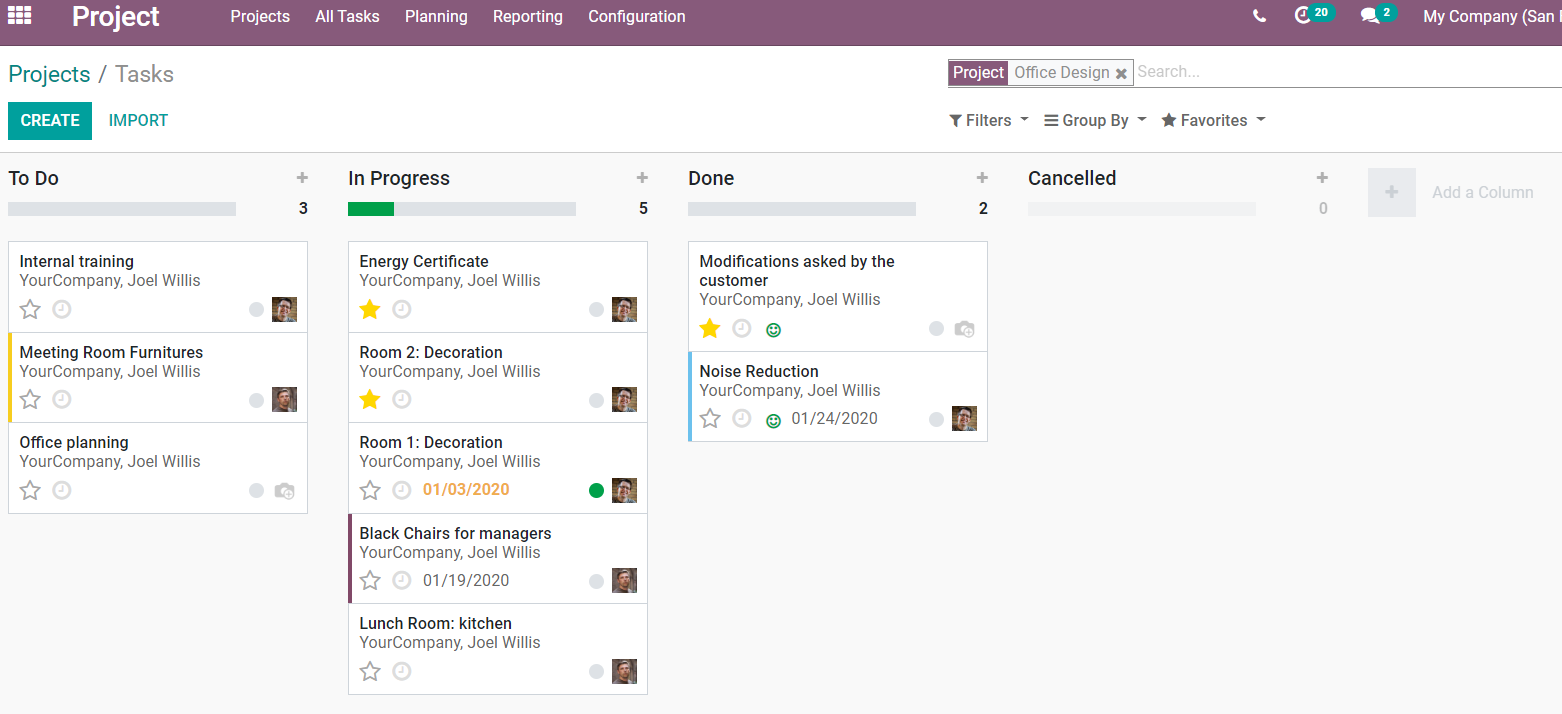 Project
Projects
All Tasks
Planning
Reporting
Configuration
20
2
My Company (San
Projects / Tasks
Project Office Design Search...
CREATE
IMPORT
Filters
Group By
Favorites
To Do
3
Internal training
YourCompany, Joel Willis
Meeting Room Furnitures
YourCompany, Joel Willis
Office planning
YourCompany, Joel Willis
In Progress
5
Energy Certificate
YourCompany, Joel Willis
Room 2: Decoration
YourCompany, Joel Willis
Room 1: Decoration
YourCompany, Joel Willis
01/03/2020
Black Chairs for managers
YourCompany, Joel Willis
01/19/2020
Lunch Room: kitchen
YourCompany, Joel Willis
Done
2
Modifications asked by the
customer
YourCompany, Joel Willis
Noise Reduction
YourCompany, Joel Willis
01/24/2020
Cancelled
0
Add a Column